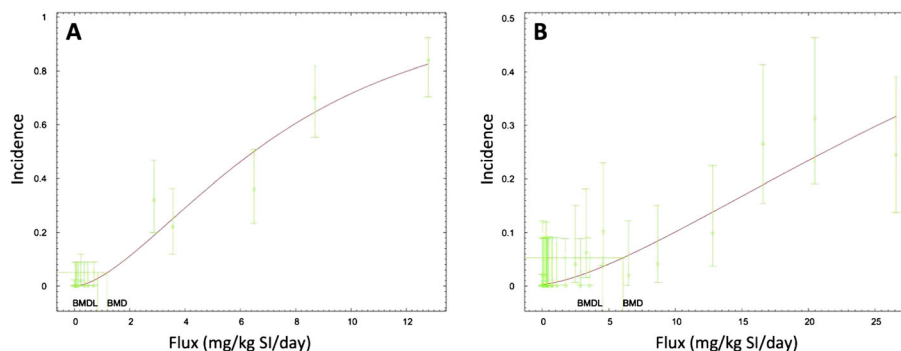 A
Incidence
0.8
0.6
0.4
0.2
0
BMDL BMD
0 2 4 6 8 10 12
Flux (mg/kg SI/day)
B
Incidence
0.5
0.4
0.3
0.2
0.1
0
BMDL BMD
0 5 10 15 20 25
Flux (mg/kg SI/day)